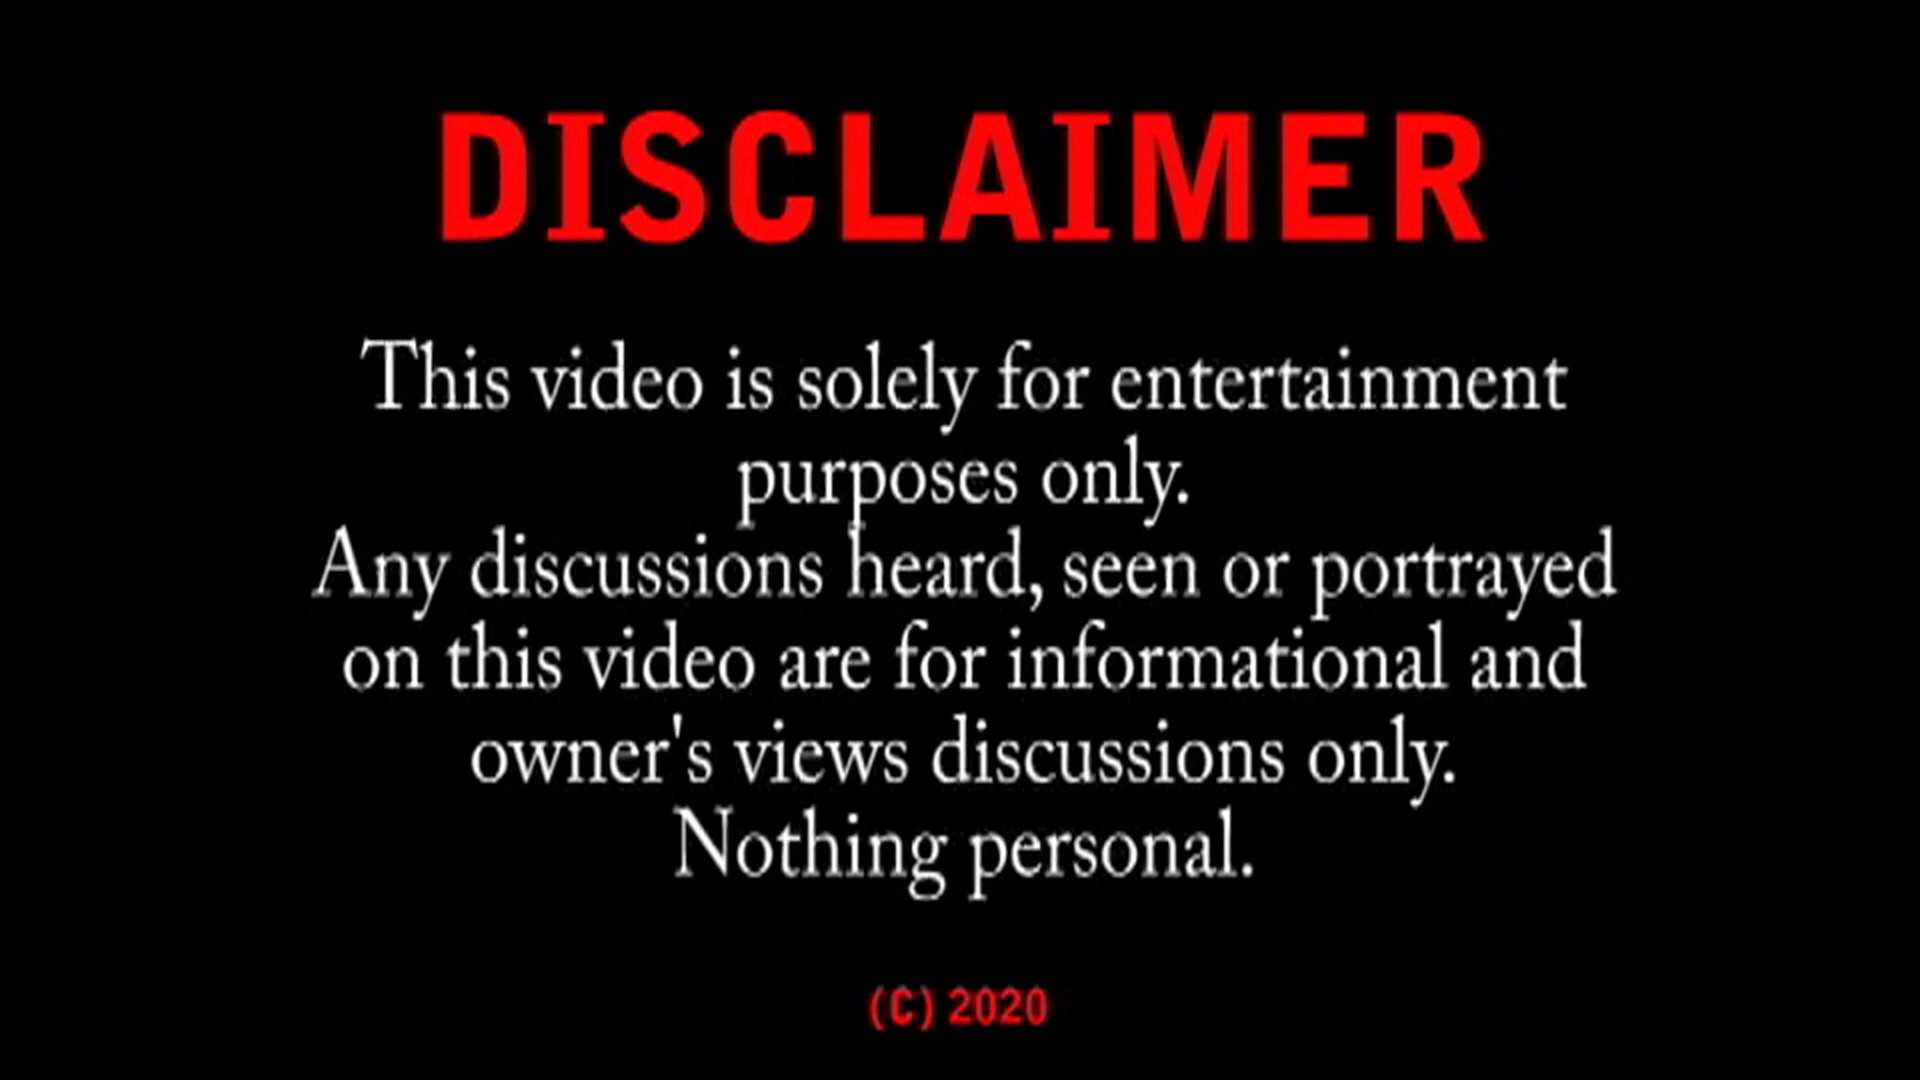 DISCLAIMER
This video is solely for entertainment
purposes only.
Any discussions heard, seen or portrayed
on this video are for informational and
owner's views discussions only.
Nothing personal.
(C) 2020